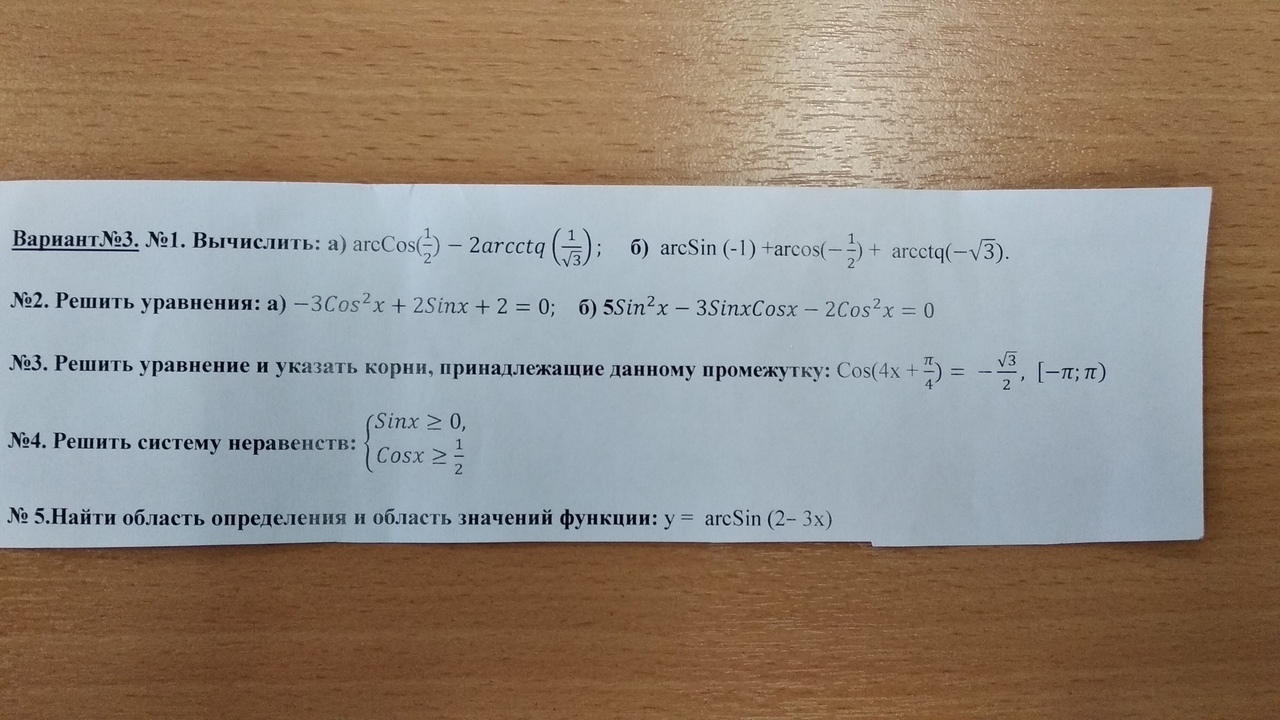 Вариант№3. №1. Вычислить: а) arcCos(1/2) − 2arcctq (1/√3); б) arcSin (-1) +arcos(−1/2) + arcctq(−√3).
№2. Решить уравнения: а) −3Cos²x + 2Sinx + 2 = 0; б) 5Sin²x − 3SinxCosx − 2Cos²x = 0
№3. Решить уравнение и указать корни, принадлежащие данному промежутку: Cos(4x + π/4) = −√3/2, [−π; π)
№4. Решить систему неравенств: {Sinx ≥ 0,
Cosx ≥ 1/2
№ 5.Найти область определения и область значений функции: y = arcSin (2− 3x)